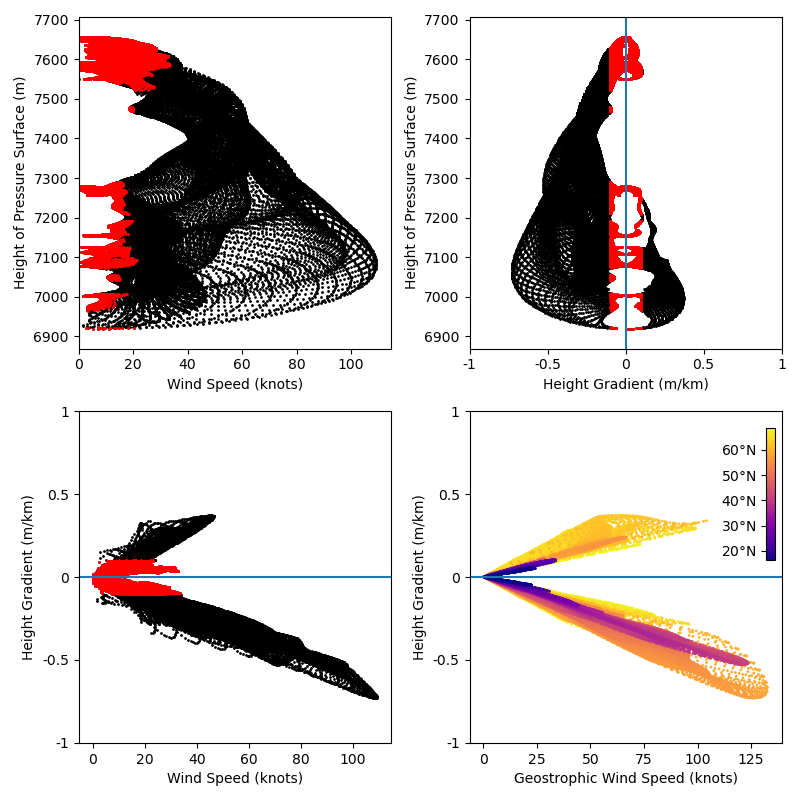 7700
7600
7500
7400
7300
7200
7100
7000
6900
Height of Pressure Surface (m)
0 20 40 60 80 100
Wind Speed (knots)
7700
7600
7500
7400
7300
7200
7100
7000
6900
Height of Pressure Surface (m)
-1 -0.5 0 0.5 1
Height Gradient (m/km)
1
0.5
0
-0.5
-1
Height Gradient (m/km)
0 20 40 60 80 100
Wind Speed (knots)
1
0.5
0
-0.5
-1
Height Gradient (m/km)
60°N
50°N
40°N
30°N
20°N
0 25 50 75 100 125
Geostrophic Wind Speed (knots)